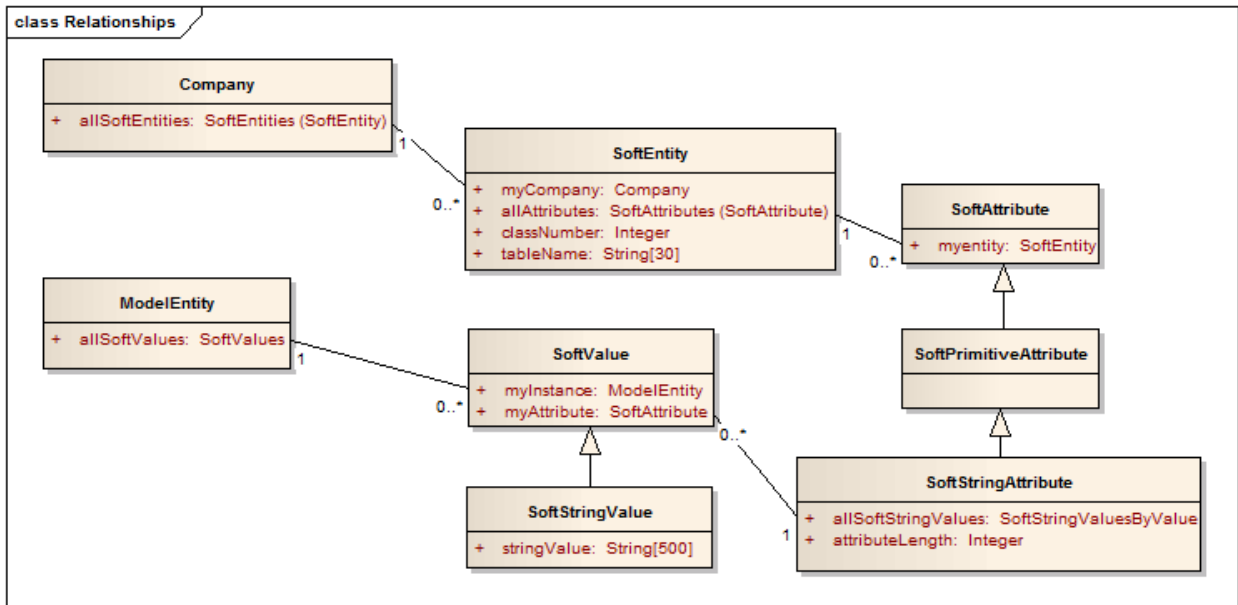 class Relationships
Company
+ allSoftEntities: SoftEntities (SoftEntity)
1
0..*
SoftEntity
+ myCompany: Company
+ allAttributes: SoftAttributes (SoftAttribute)
+ classNumber: Integer
+ tableName: String[30]
1
0..*
SoftAttribute
+ myentity: SoftEntity
ModelEntity
+ allSoftValues: SoftValues
1
0..*
SoftValue
+ myInstance: ModelEntity
+ myAttribute: SoftAttribute
0..*
1
SoftPrimitiveAttribute
SoftStringValue
+ stringValue: String[500]
SoftStringAttribute
+ allSoftStringValues: SoftStringValuesByValue
+ attributeLength: Integer